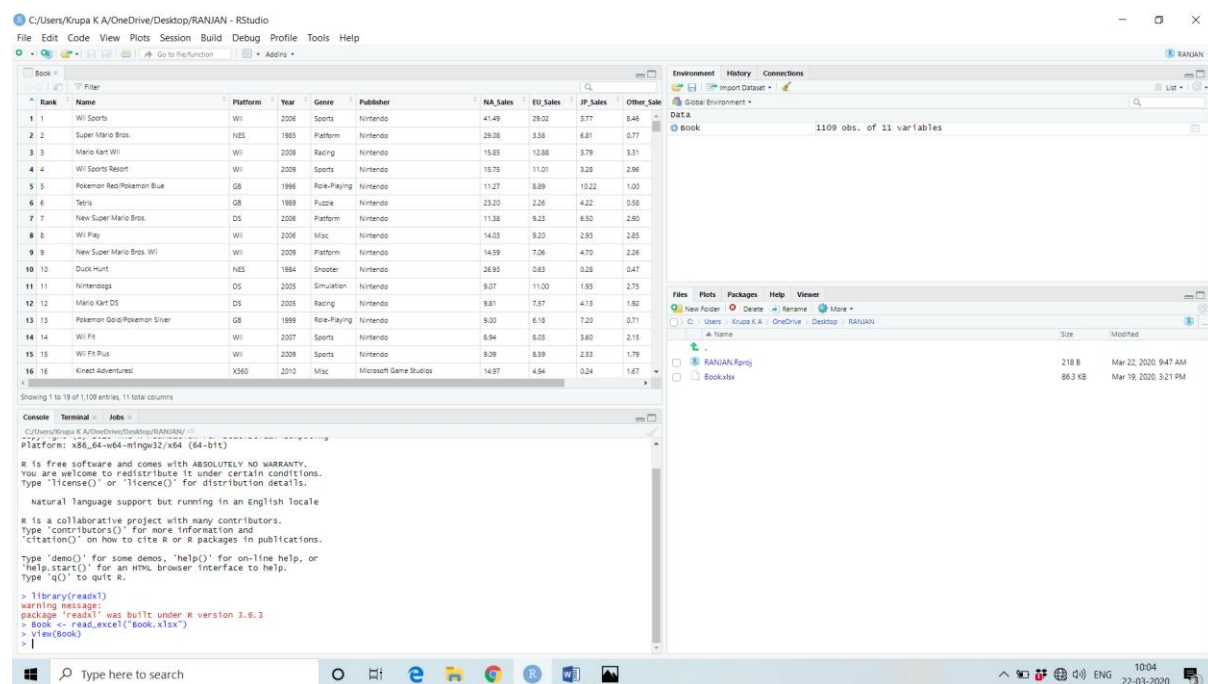 C:/Users/Krupa K A/OneDrive/Desktop/RANJAN - RStudio
File Edit Code View Plots Session Build Debug Profile Tools Help
Go to file/function Addins
RANJAN
Book
Filter
Rank Name Platform Year Genre Publisher NA_Sales EU_Sales JP_Sales Other_Sale
1 1 Wii Sports Wii 2006 Sports Nintendo 41.49 29.02 3.77 8.46
2 2 Super Mario Bros. NES 1985 Platform Nintendo 29.08 3.58 6.81 0.77
3 3 Mario Kart Wii Wii 2008 Racing Nintendo 15.85 12.88 3.79 3.31
4 4 Wii Sports Resort Wii 2009 Sports Nintendo 15.75 11.01 3.28 2.96
5 5 Pokemon Red/Pokemon Blue GB 1996 Role-Playing Nintendo 11.27 8.89 10.22 1.00
6 6 Tetris GB 1989 Puzzle Nintendo 23.20 2.26 4.22 0.58
7 7 New Super Mario Bros. DS 2006 Platform Nintendo 11.38 9.23 6.50 2.90
8 8 Wii Play Wii 2006 Misc Nintendo 14.03 9.20 2.93 2.85
9 9 New Super Mario Bros. Wii Wii 2009 Platform Nintendo 14.59 7.06 4.70 2.26
10 10 Duck Hunt NES 1984 Shooter Nintendo 26.93 0.63 0.28 0.47
11 11 Nintendogs DS 2005 Simulation Nintendo 9.07 11.00 1.93 2.75
12 12 Mario Kart DS DS 2005 Racing Nintendo 9.81 7.57 4.13 1.92
13 13 Pokemon Gold/Pokemon Silver GB 1999 Role-Playing Nintendo 9.00 6.18 7.20 0.71
14 14 Wii Fit Wii 2007 Sports Nintendo 8.94 8.03 3.60 2.15
15 15 Wii Fit Plus Wii 2009 Sports Nintendo 9.09 8.59 2.53 1.79
16 16 Kinect Adventures! X360 2010 Misc Microsoft Game Studios 14.97 4.94 0.24 1.67
Showing 1 to 19 of 1,109 entries, 11 total columns
Console Terminal Jobs
C:/Users/Krupa K A/OneDrive/Desktop/RANJAN/
Platform: x86_64-w64-mingw32/x64 (64-bit)
R is free software and comes with ABSOLUTELY NO WARRANTY.
You are welcome to redistribute it under certain conditions.
Type 'license()' or 'licence()' for distribution details.
Natural language support but running in an English locale
R is a collaborative project with many contributors.
Type 'contributors()' for more information and
'citation()' on how to cite R or R packages in publications.
Type 'demo()' for some demos, 'help()' for on-line help, or
'help.start()' for an HTML browser interface to help.
Type 'q()' to quit R.
> library(readxl)
Warning message:
package 'readxl' was built under R version 3.6.3
> Book <- read_excel("Book.xlsx")
> View(Book)
>
Environment History Connections
Import Dataset List
Global Environment
Data
Book 1109 obs. of 11 variables
Files Plots Packages Help Viewer
New Folder Delete Rename More
C: Users Krupa K A OneDrive Desktop RANJAN
Name Size Modified
..
RANJAN.Rproj 218 B Mar 22, 2020, 9:47 AM
Book.xlsx 86.3 KB Mar 19, 2020, 3:21 PM
Type here to search
ENG
10:04
22-03-2020